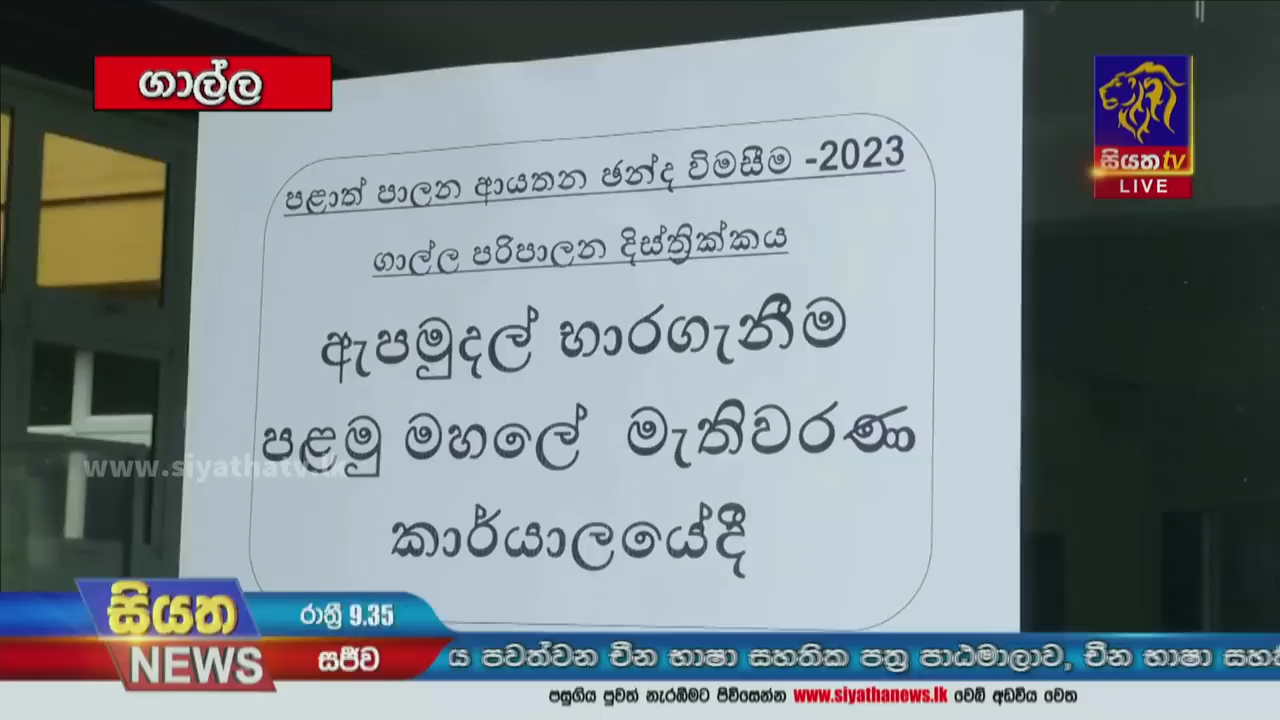 ගාල්ල
සියත tv
LIVE
පළාත් පාලන ආයතන ඡන්ද විමසීම -2023
ගාල්ල පරිපාලන දිස්ත්‍රික්කය
ඇපමුදල් භාරගැනීම
පළමු මහලේ මැතිවරණ
කාර්යාලයේදී
www.siyathatv.lk
සියත
NEWS
රාත්‍රී 9.35
සජීව
ය පවත්වන චීන භාෂා සහතික පත්‍ර පාඨමාලාව, චීන භාෂා සහති
පසුගිය පුවත් නැරඹීමට පිවිසෙන්න www.siyathanews.lk වෙබ් අඩවිය වෙත